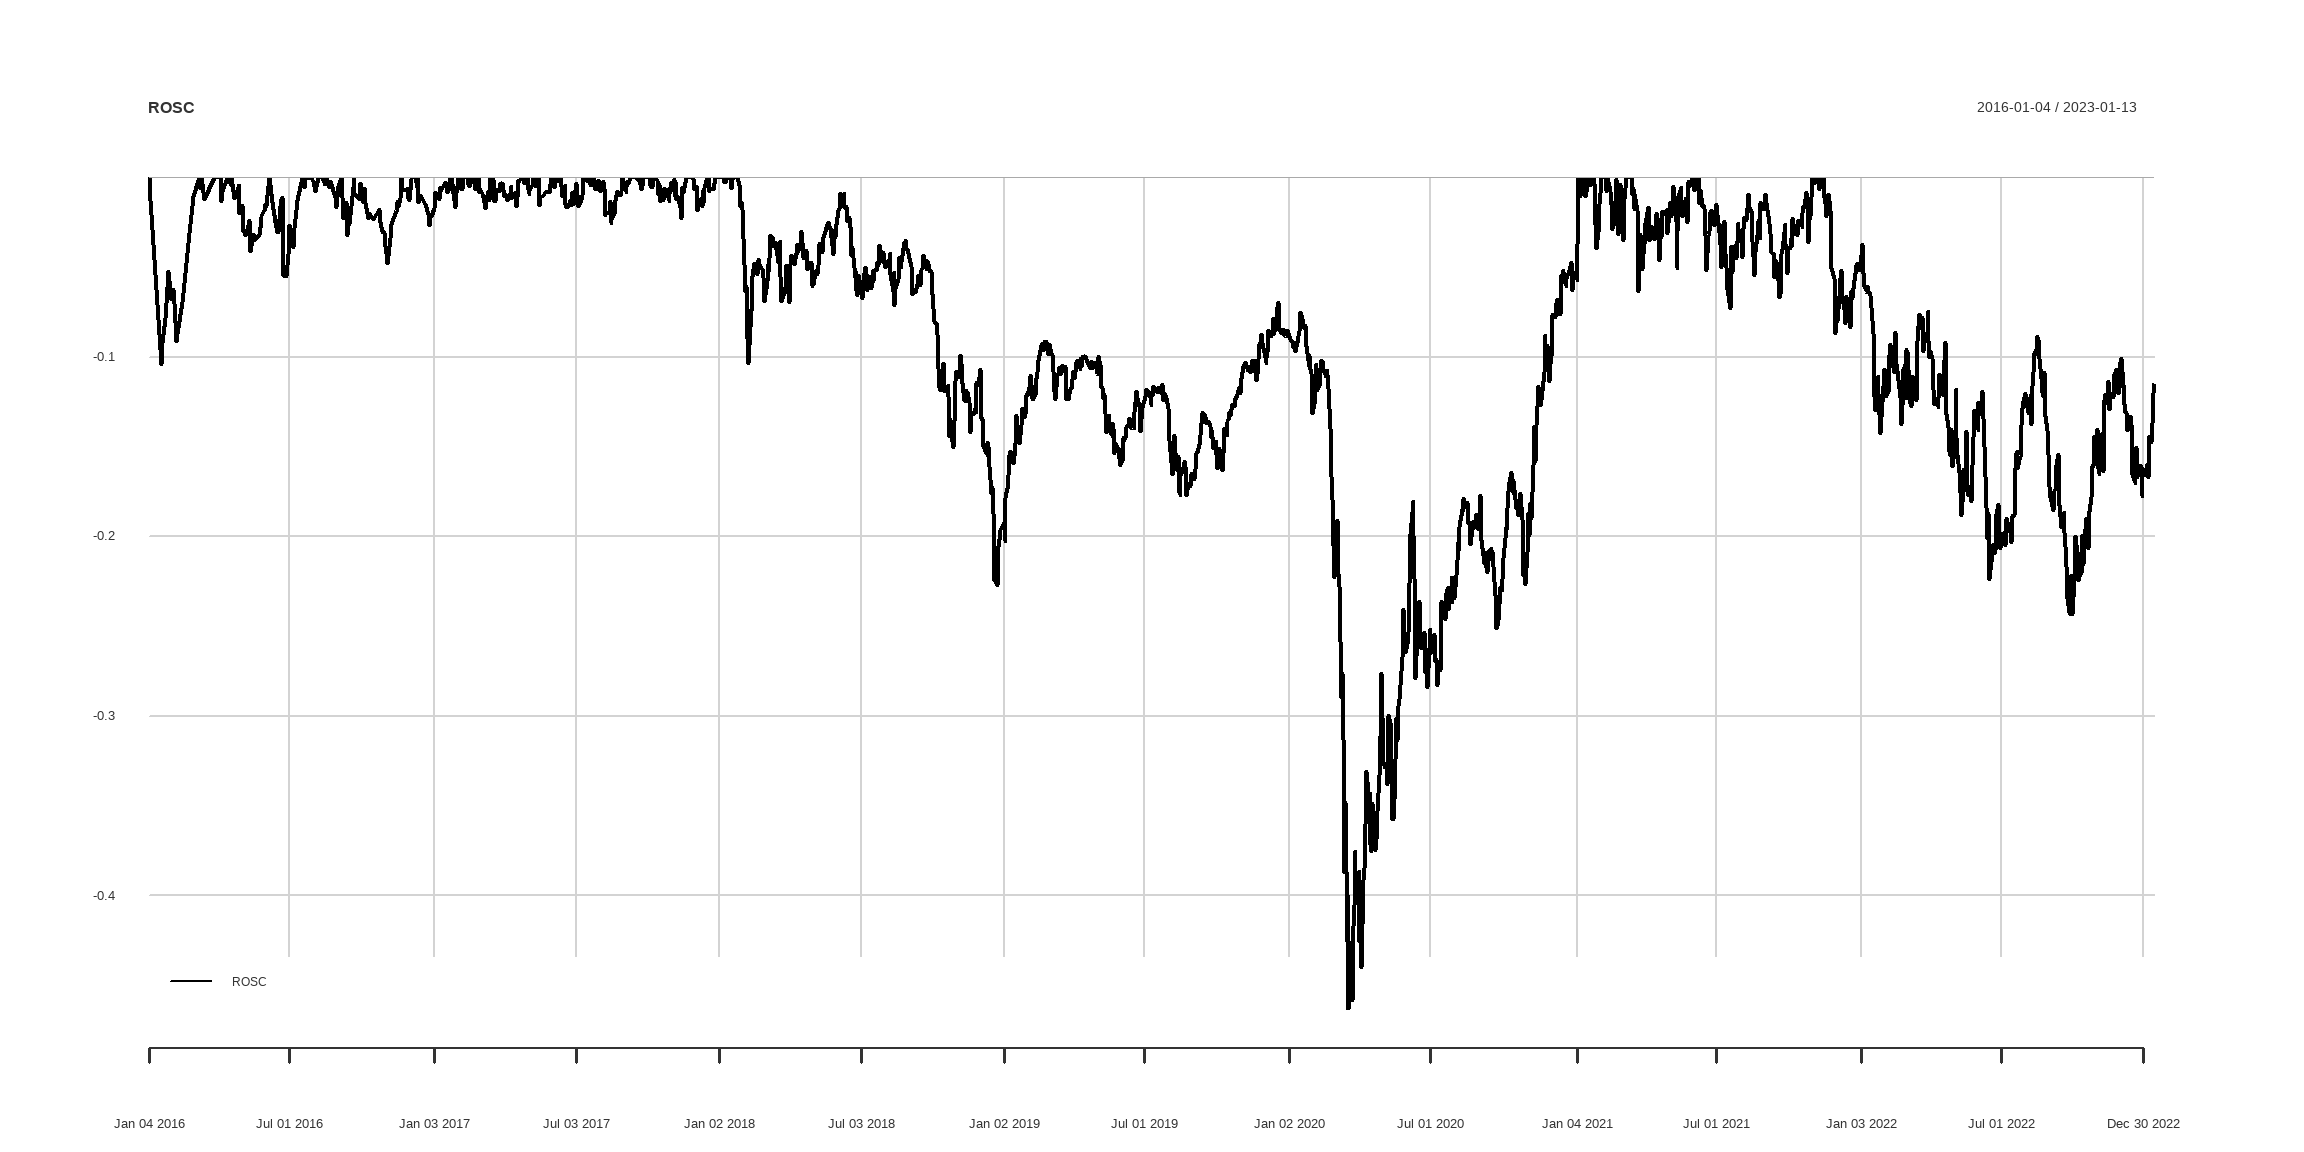 ROSC
2016-01-04 / 2023-01-13
-0.1
-0.2
-0.3
-0.4
ROSC
Jan 04 2016
Jul 01 2016
Jan 03 2017
Jul 03 2017
Jan 02 2018
Jul 03 2018
Jan 02 2019
Jul 01 2019
Jan 02 2020
Jul 01 2020
Jan 04 2021
Jul 01 2021
Jan 03 2022
Jul 01 2022
Dec 30 2022